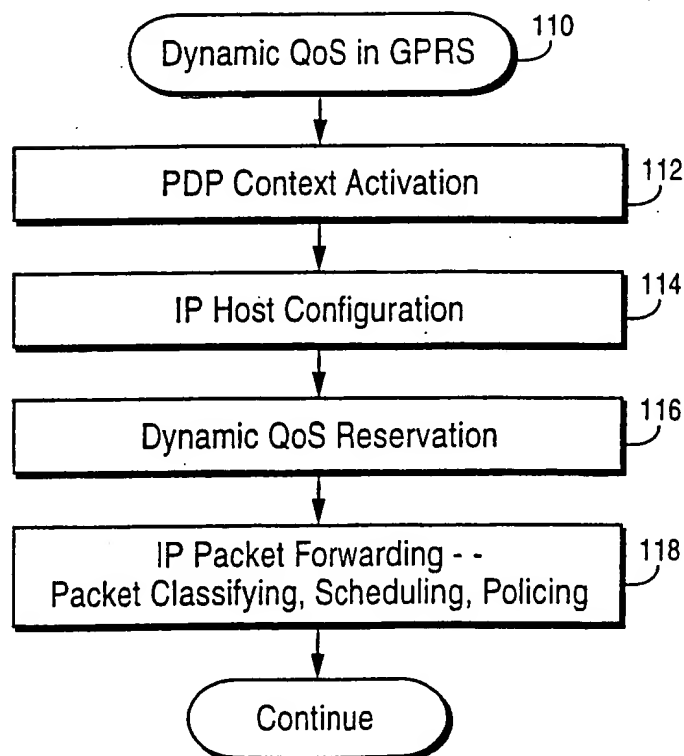 Dynamic QoS in GPRS
110
PDP Context Activation
112
IP Host Configuration
114
Dynamic QoS Reservation
116
IP Packet Forwarding - -
Packet Classifying, Scheduling, Policing
118
Continue